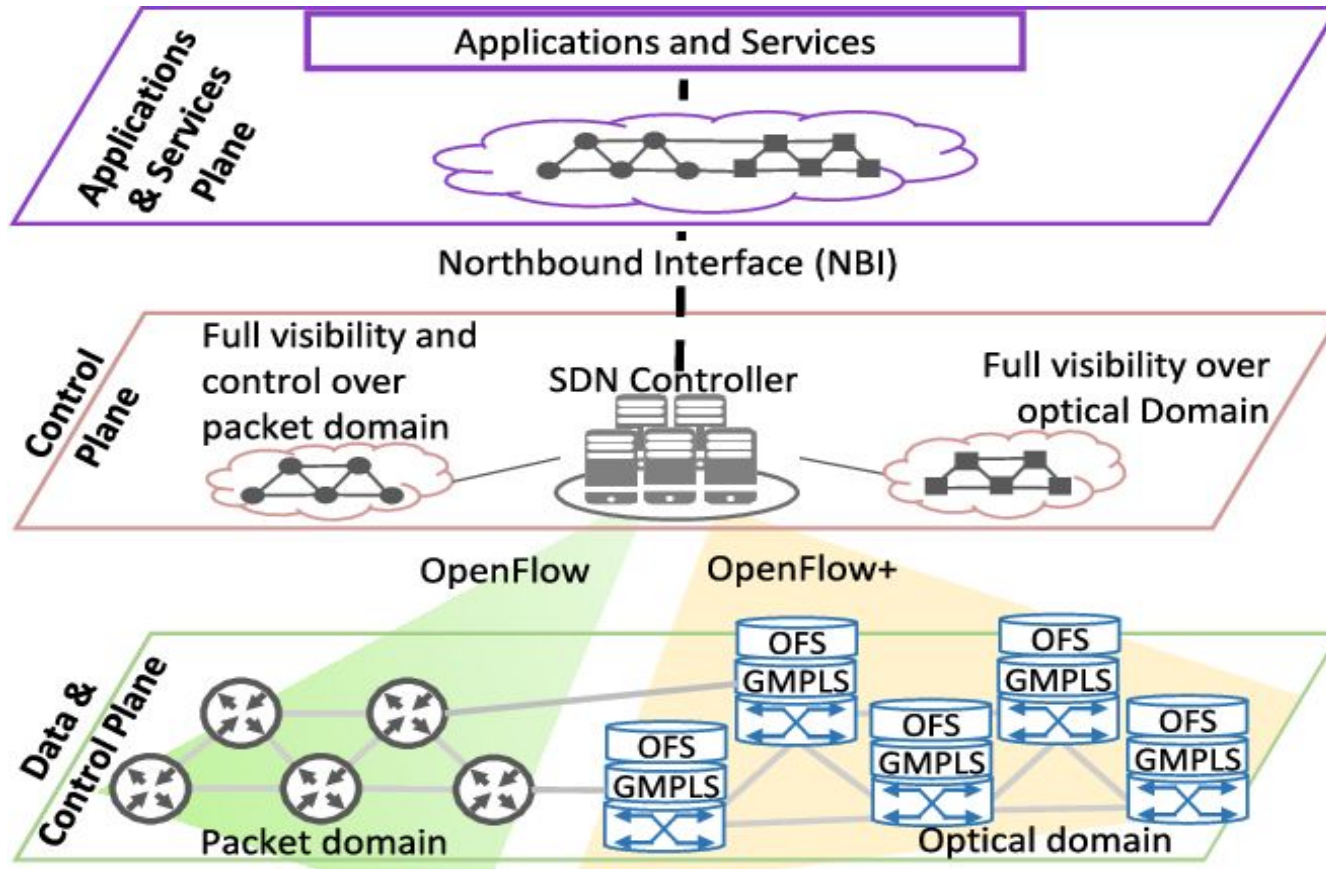 Applications and Services
Applications
& Services
Plane
Northbound Interface (NBI)
Control
Plane
Full visibility and
control over
packet domain
SDN Controller
Full visibility over
optical Domain
OpenFlow
OpenFlow+
Data &
Control Plane
OFS
GMPLS
OFS
GMPLS
OFS
GMPLS
OFS
GMPLS
OFS
GMPLS
Packet domain
Optical domain